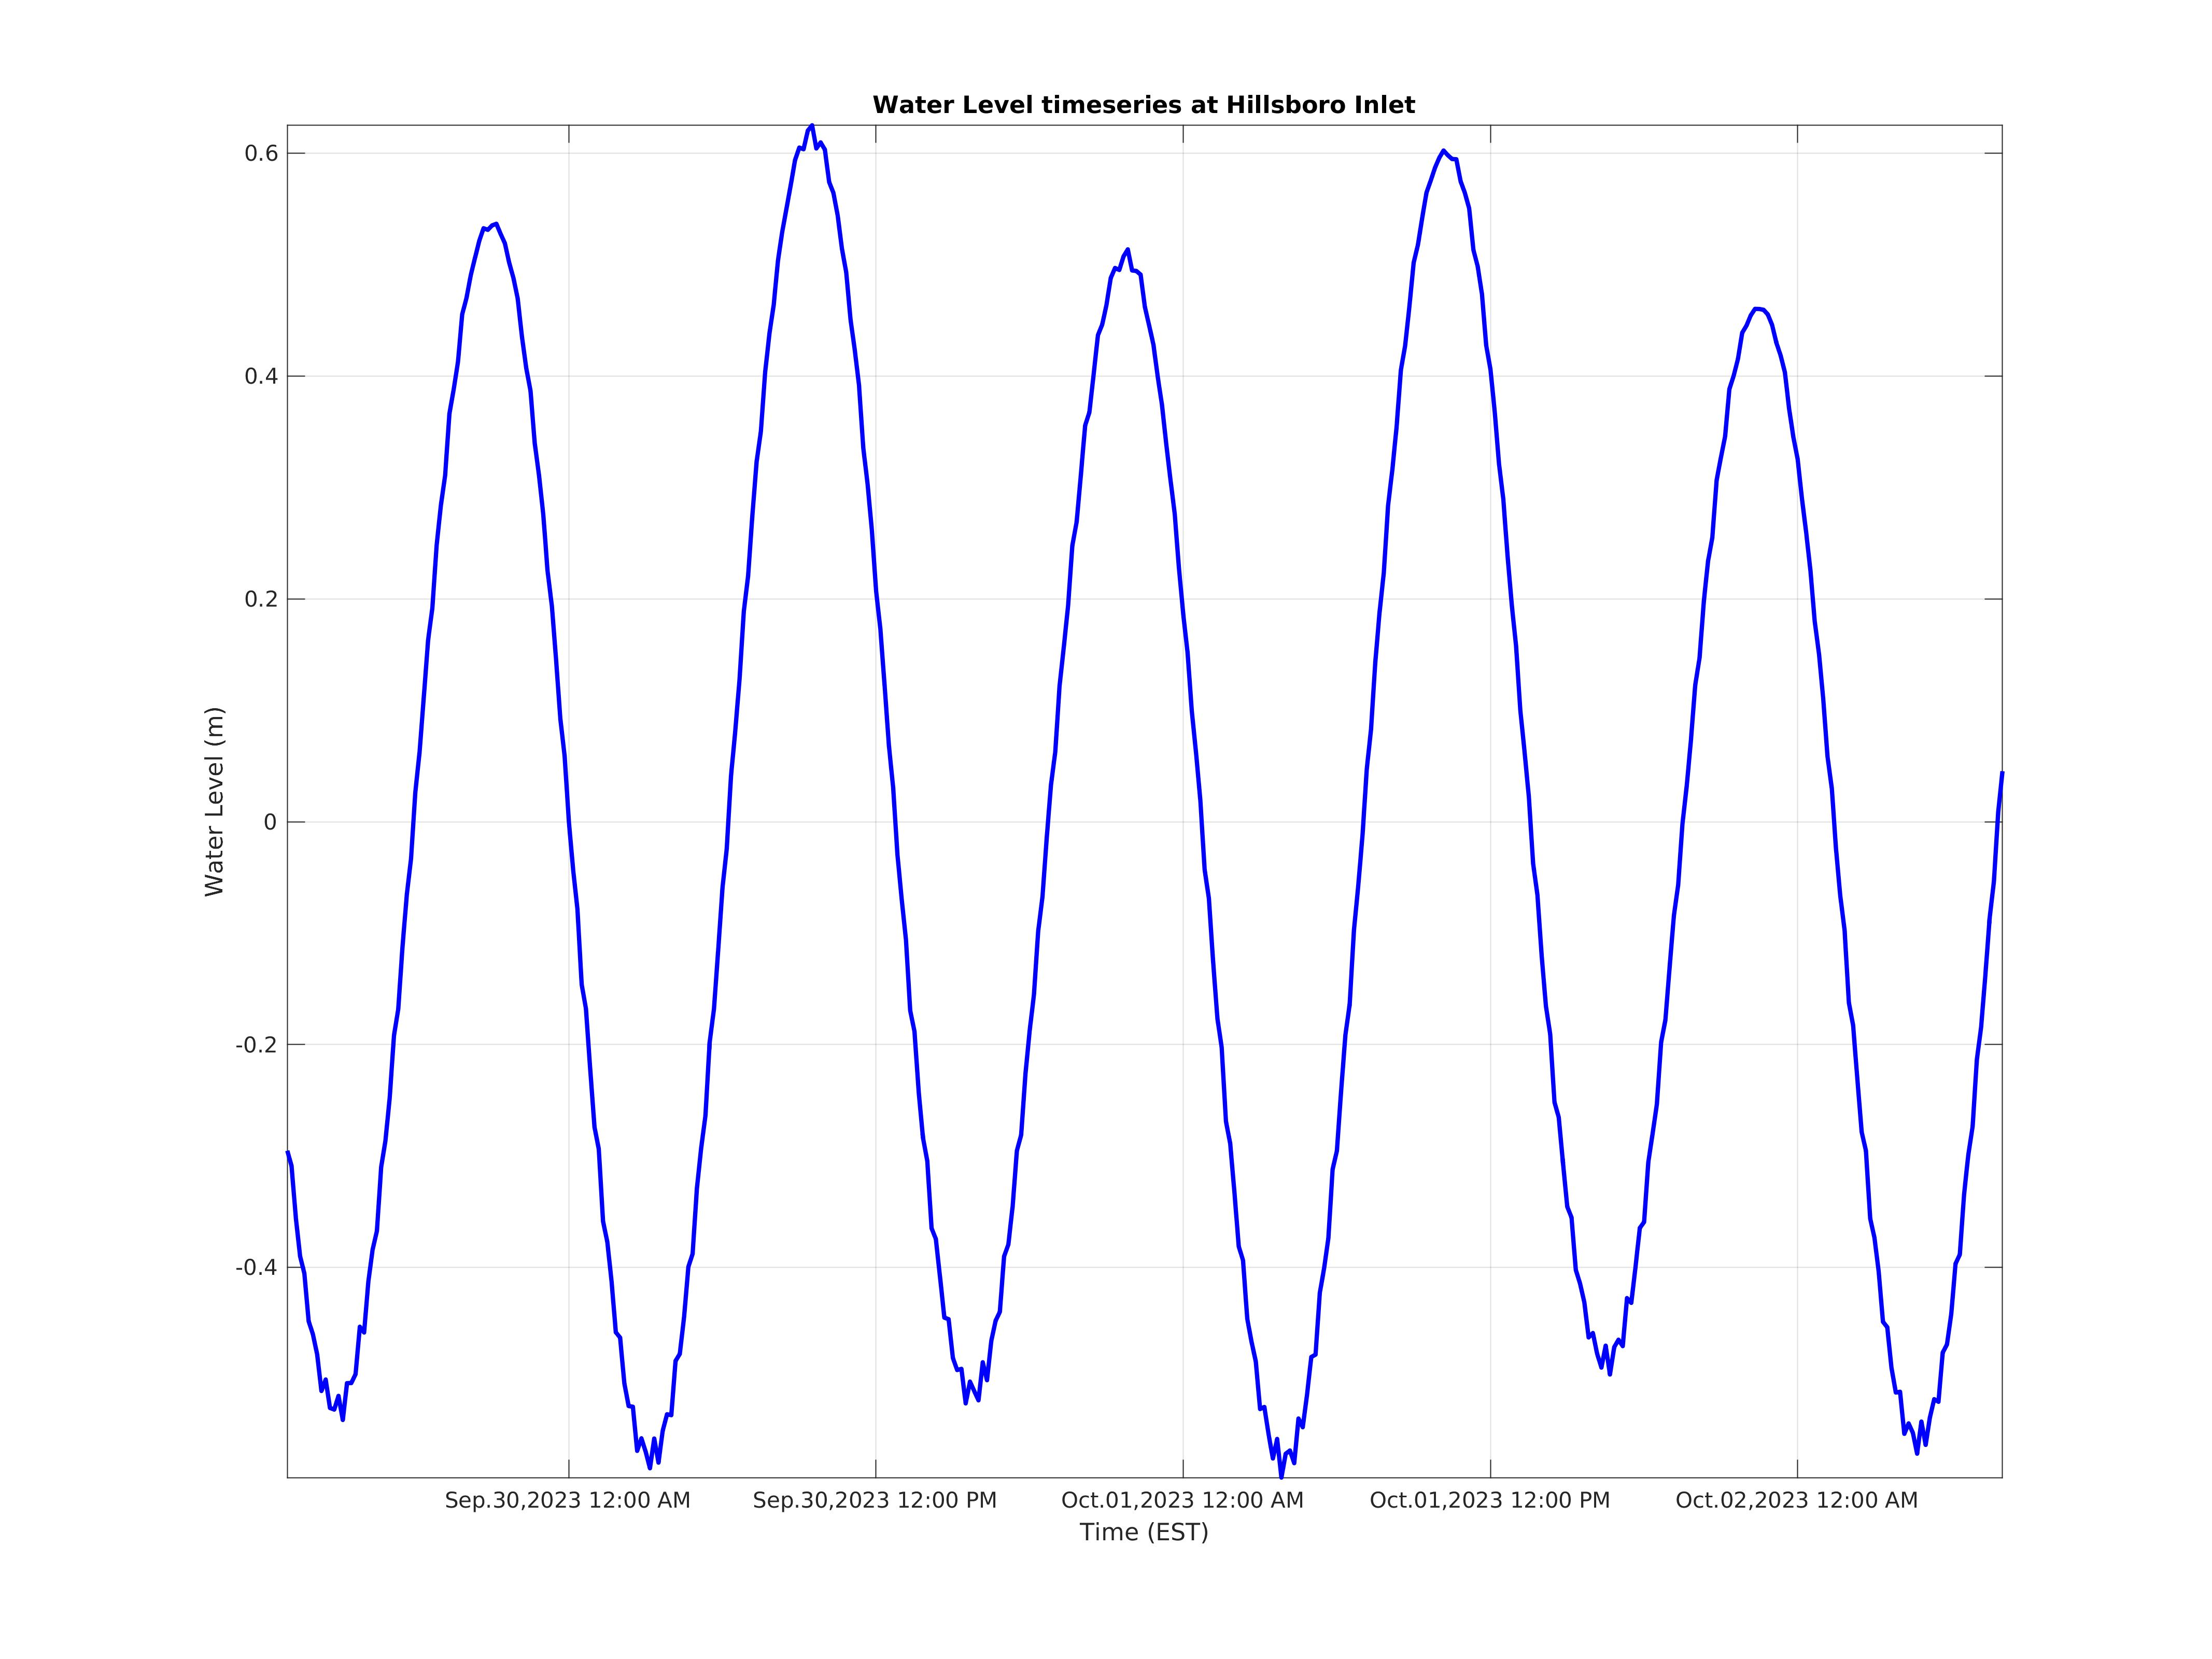 Water Level timeseries at Hillsboro Inlet
0.6
0.4
0.2
0
-0.2
-0.4
Water Level (m)
Sep.30,2023 12:00 AM Sep.30,2023 12:00 PM Oct.01,2023 12:00 AM Oct.01,2023 12:00 PM Oct.02,2023 12:00 AM
Time (EST)